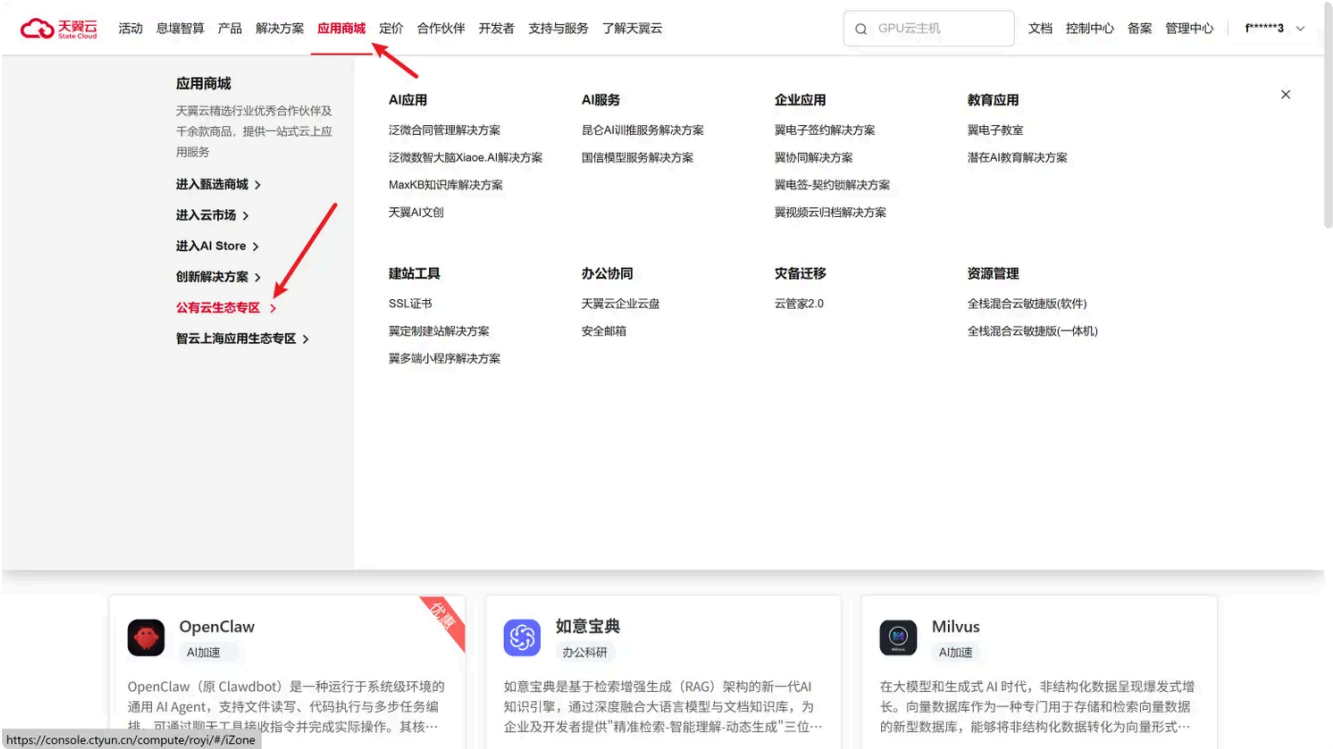 天翼云
State Cloud
活动 息壤智算 产品 解决方案 应用商城 定价 合作伙伴 开发者 支持与服务 了解天翼云
GPU云主机
文档 控制中心 备案 管理中心
f******3
应用商城
天翼云精选行业优秀合作伙伴及
千余款商品，提供一站式云上应
用服务
进入甄选商城
进入云市场
进入AI Store
创新解决方案
公有云生态专区
智云上海应用生态专区
AI应用
泛微合同管理解决方案
泛微数智大脑Xiaoe.AI解决方案
MaxKB知识库解决方案
天翼AI文创
AI服务
昆仑AI训推服务解决方案
国信模型服务解决方案
企业应用
翼电子签约解决方案
翼协同解决方案
翼电签-契约锁解决方案
翼视频云归档解决方案
教育应用
翼电子教室
潜在AI教育解决方案
建站工具
SSL证书
翼定制建站解决方案
翼多端小程序解决方案
办公协同
天翼云企业云盘
安全邮箱
灾备迁移
云管家2.0
资源管理
全栈混合云敏捷版(软件)
全栈混合云敏捷版(一体机)
OpenClaw
AI加速
优惠
OpenClaw（原 Clawdbot）是一种运行于系统级环境的
通用 AI Agent，支持文件读写、代码执行与多步任务编
排，可通过聊天工具接收指令并完成实际操作。其核…
如意宝典
办公科研
如意宝典是基于检索增强生成（RAG）架构的新一代AI
知识引擎，通过深度融合大语言模型与文档知识库，为
企业及开发者提供"精准检索-智能理解-动态生成"三位…
Milvus
AI加速
在大模型和生成式 AI 时代，非结构化数据呈现爆发式增
长。向量数据库作为一种专门用于存储和检索向量数据
的新型数据库，能够将非结构化数据转化为向量形式…
https://console.ctyun.cn/compute/royi/#/iZone